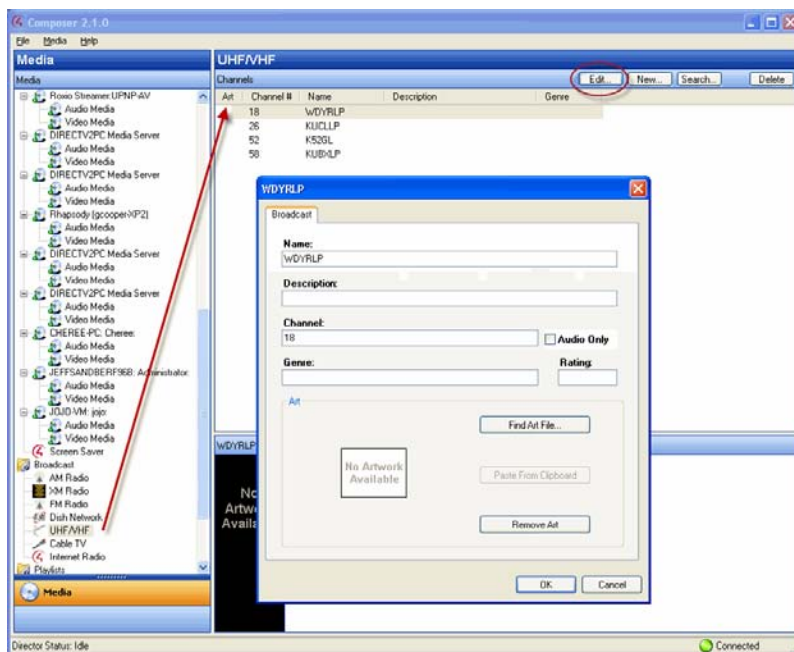 Composer 2.1.0
File Media Help
Media
UHF/VHF
Media
Channels
Edit... New... Search... Delete
Art Channel # Name Description Genre
18 WDYRLP
26 KUCLLP
52 K52GL
58 KUBXLP
Roxio Streamer:UPNP-AV
Audio Media
Video Media
DIRECTV2PC Media Server
Audio Media
Video Media
DIRECTV2PC Media Server
Audio Media
Video Media
Rhapsody (gcooper-XP2)
Audio Media
Video Media
DIRECTV2PC Media Server
Audio Media
Video Media
DIRECTV2PC Media Server
Audio Media
Video Media
CHEREE-PC: Cheree:
Audio Media
Video Media
JEFFSANDBERF96B: Administrator:
Audio Media
Video Media
JOJO-VM: jojo:
Audio Media
Video Media
Screen Saver
Broadcast
AM Radio
XM Radio
FM Radio
Dish Network
UHF/VHF
Cable TV
Internet Radio
Playlists
Media
WDYRLP
Broadcast
Name:
WDYRLP
Description:
Channel:
18
Audio Only
Genre:
Rating:
Art
Find Art File...
No Artwork
Available
Paste From Clipboard
Remove Art
OK Cancel
WDYRLP
No
Artw
Availa
Director Status: Idle
Connected